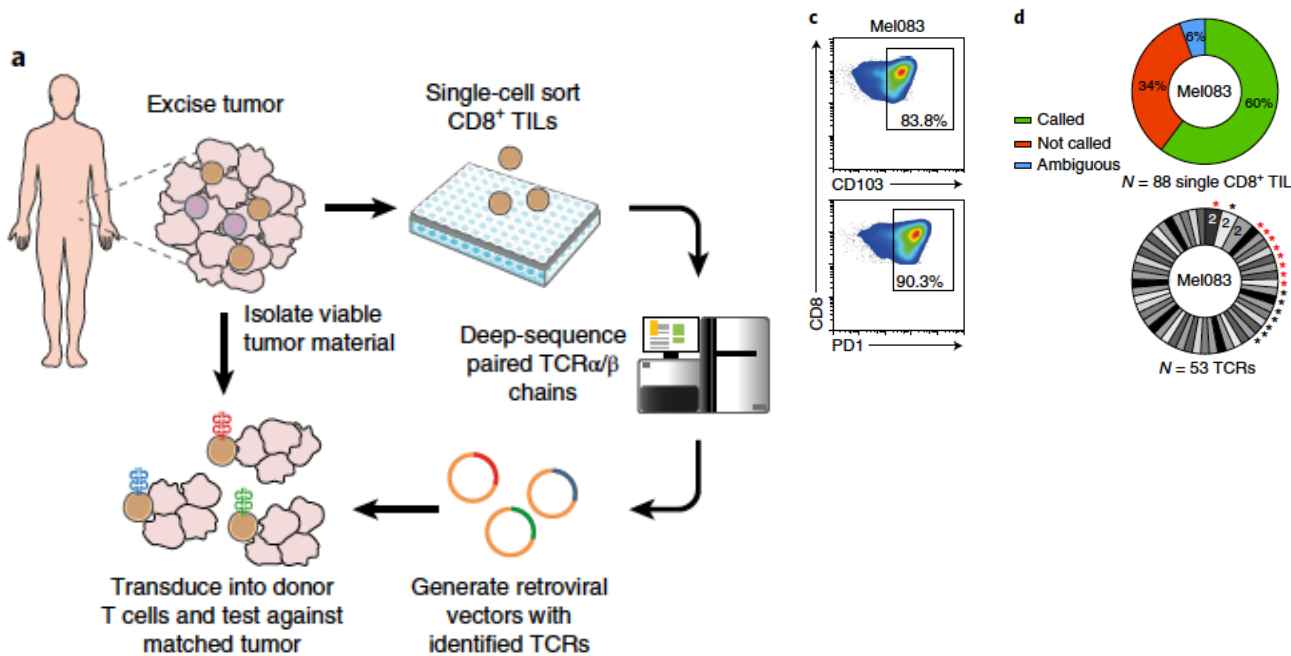 a
Excise tumor
Single-cell sort
CD8⁺ TILs
Isolate viable
tumor material
Deep-sequence
paired TCRα/β
chains
Transduce into donor
T cells and test against
matched tumor
Generate retroviral
vectors with
identified TCRs
c
Mel083
83.8%
CD103
90.3%
CD8
PD1
d
6%
34%
Mel083
60%
Called
Not called
Ambiguous
N = 88 single CD8⁺ TIL
* *
2 2 2
Mel083
* * * * * * * * * * * * *
N = 53 TCRs